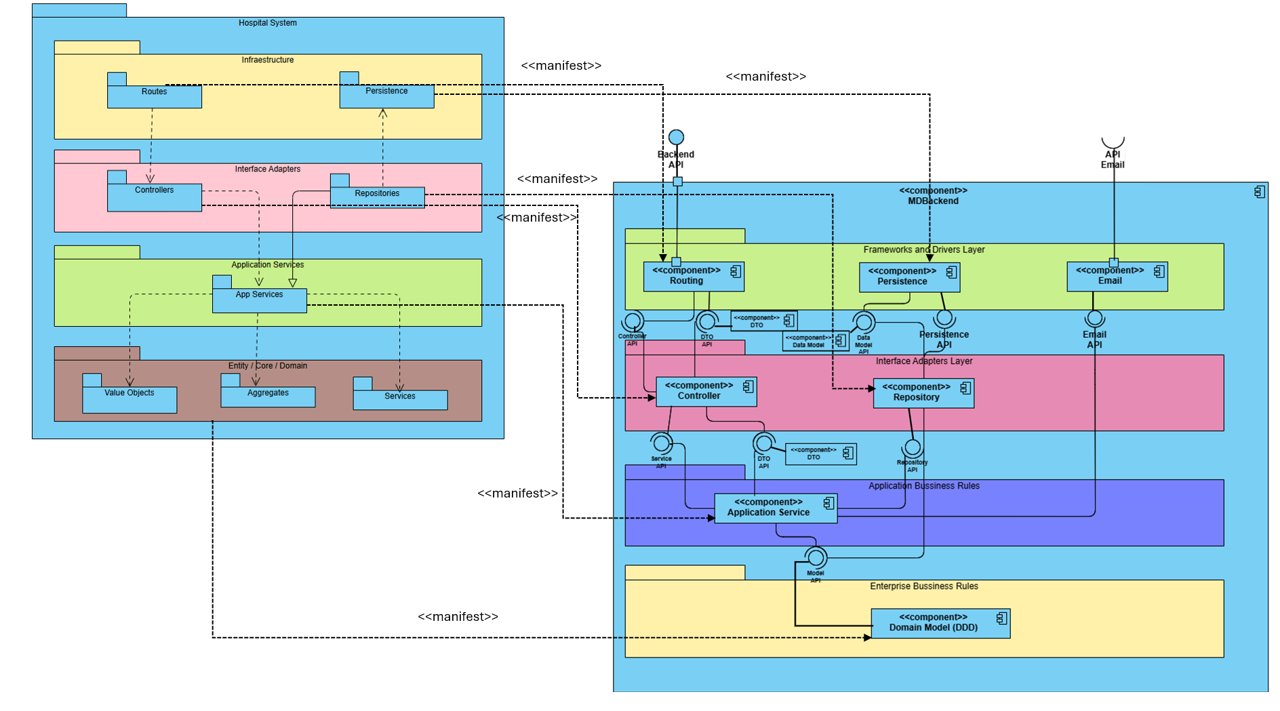 Hospital System
Infraestructure
Routes
Persistence
Interface Adapters
Controllers
Repositories
Application Services
App Services
Entity / Core / Domain
Value Objects
Aggregates
Services
<<manifest>>
<<manifest>>
<<manifest>>
<<manifest>>
<<manifest>>
<<manifest>>
Backend
API
API
Email
<<component>>
MDBackend
Frameworks and Drivers Layer
<<component>>
Routing
<<component>>
Persistence
<<component>>
Email
Controller
API
DTO
API
<<component>>
DTO
<<component>>
Data Model
Data
Model
API
Persistence
API
Email
API
Interface Adapters Layer
<<component>>
Controller
<<component>>
Repository
Service
API
DTO
API
<<component>>
DTO
Repository
API
Application Bussiness Rules
<<component>>
Application Service
Model
API
Enterprise Bussiness Rules
<<component>>
Domain Model (DDD)